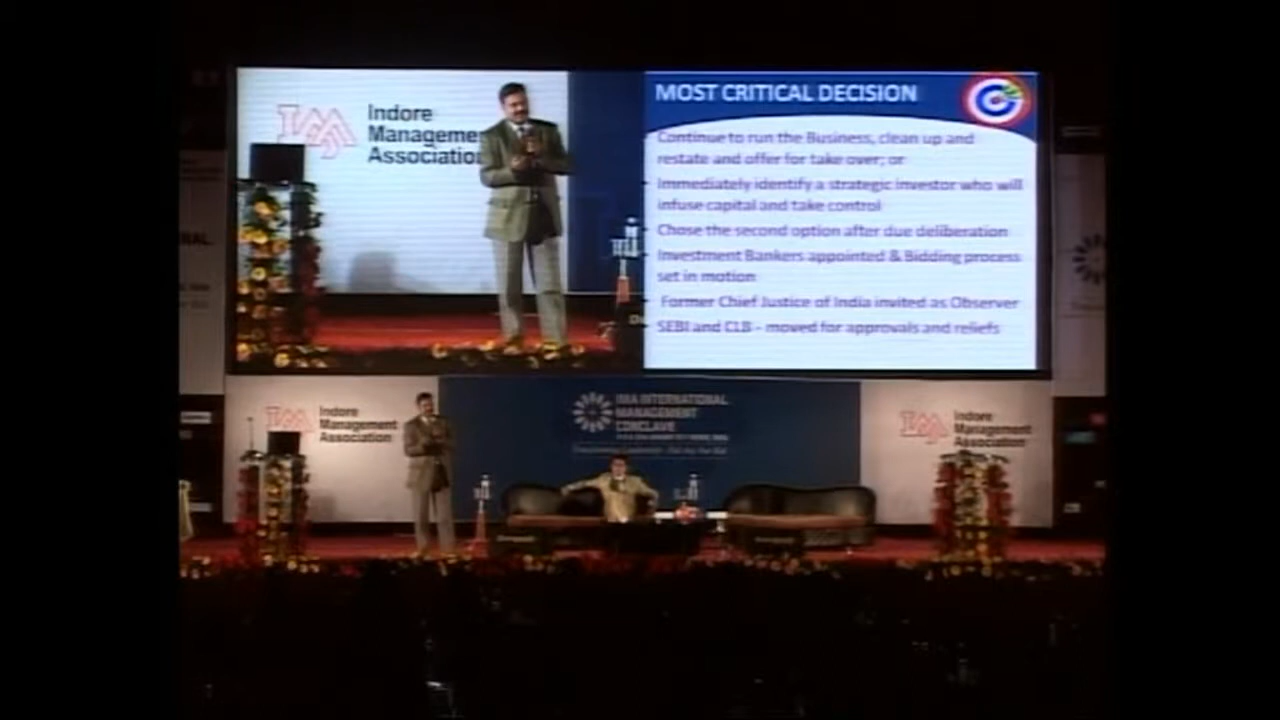 Indore
Manageme
Association
MOST CRITICAL DECISION
Continue to run the Business, clean up and
restate and offer for take over; or
Immediately identify a strategic investor who will
infuse capital and take control
Chose the second option after due deliberation
Investment Bankers appointed & Bidding process
set in motion
Former Chief Justice of India invited as Observer
SEBI and CLB - moved for approvals and reliefs
Indore
Management
Association
IMA INTERNATIONAL
MANAGEMENT
CONCLAVE
Indore
Management
Association